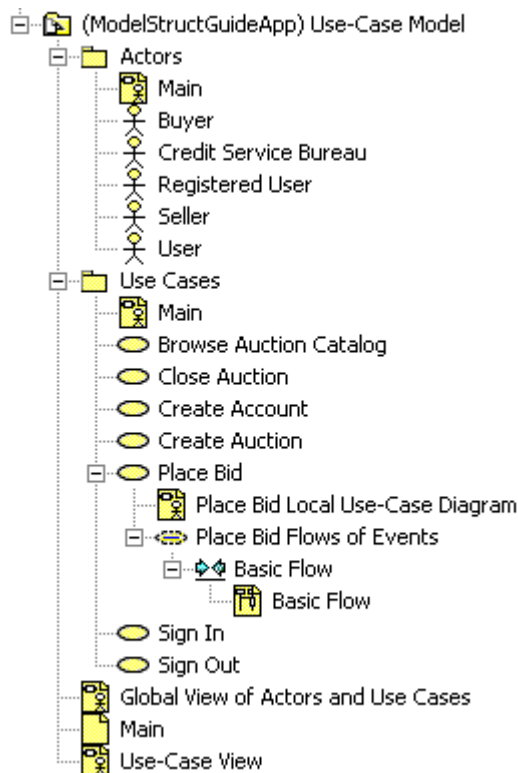 (ModelStructGuideApp) Use-Case Model
Actors
Main
Buyer
Credit Service Bureau
Registered User
Seller
User
Use Cases
Main
Browse Auction Catalog
Close Auction
Create Account
Create Auction
Place Bid
Place Bid Local Use-Case Diagram
Place Bid Flows of Events
Basic Flow
Basic Flow
Sign In
Sign Out
Global View of Actors and Use Cases
Main
Use-Case View